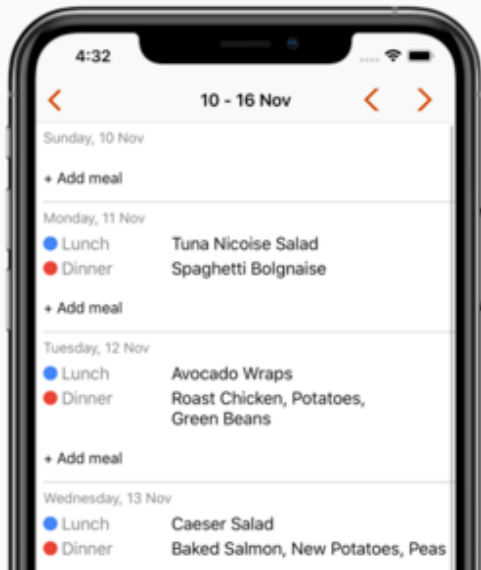 4:32
10 - 16 Nov
Sunday, 10 Nov
+ Add meal
Monday, 11 Nov
Lunch Tuna Nicoise Salad
Dinner Spaghetti Bolgnaise
+ Add meal
Tuesday, 12 Nov
Lunch Avocado Wraps
Dinner Roast Chicken, Potatoes,
Green Beans
+ Add meal
Wednesday, 13 Nov
Lunch Caeser Salad
Dinner Baked Salmon, New Potatoes, Peas